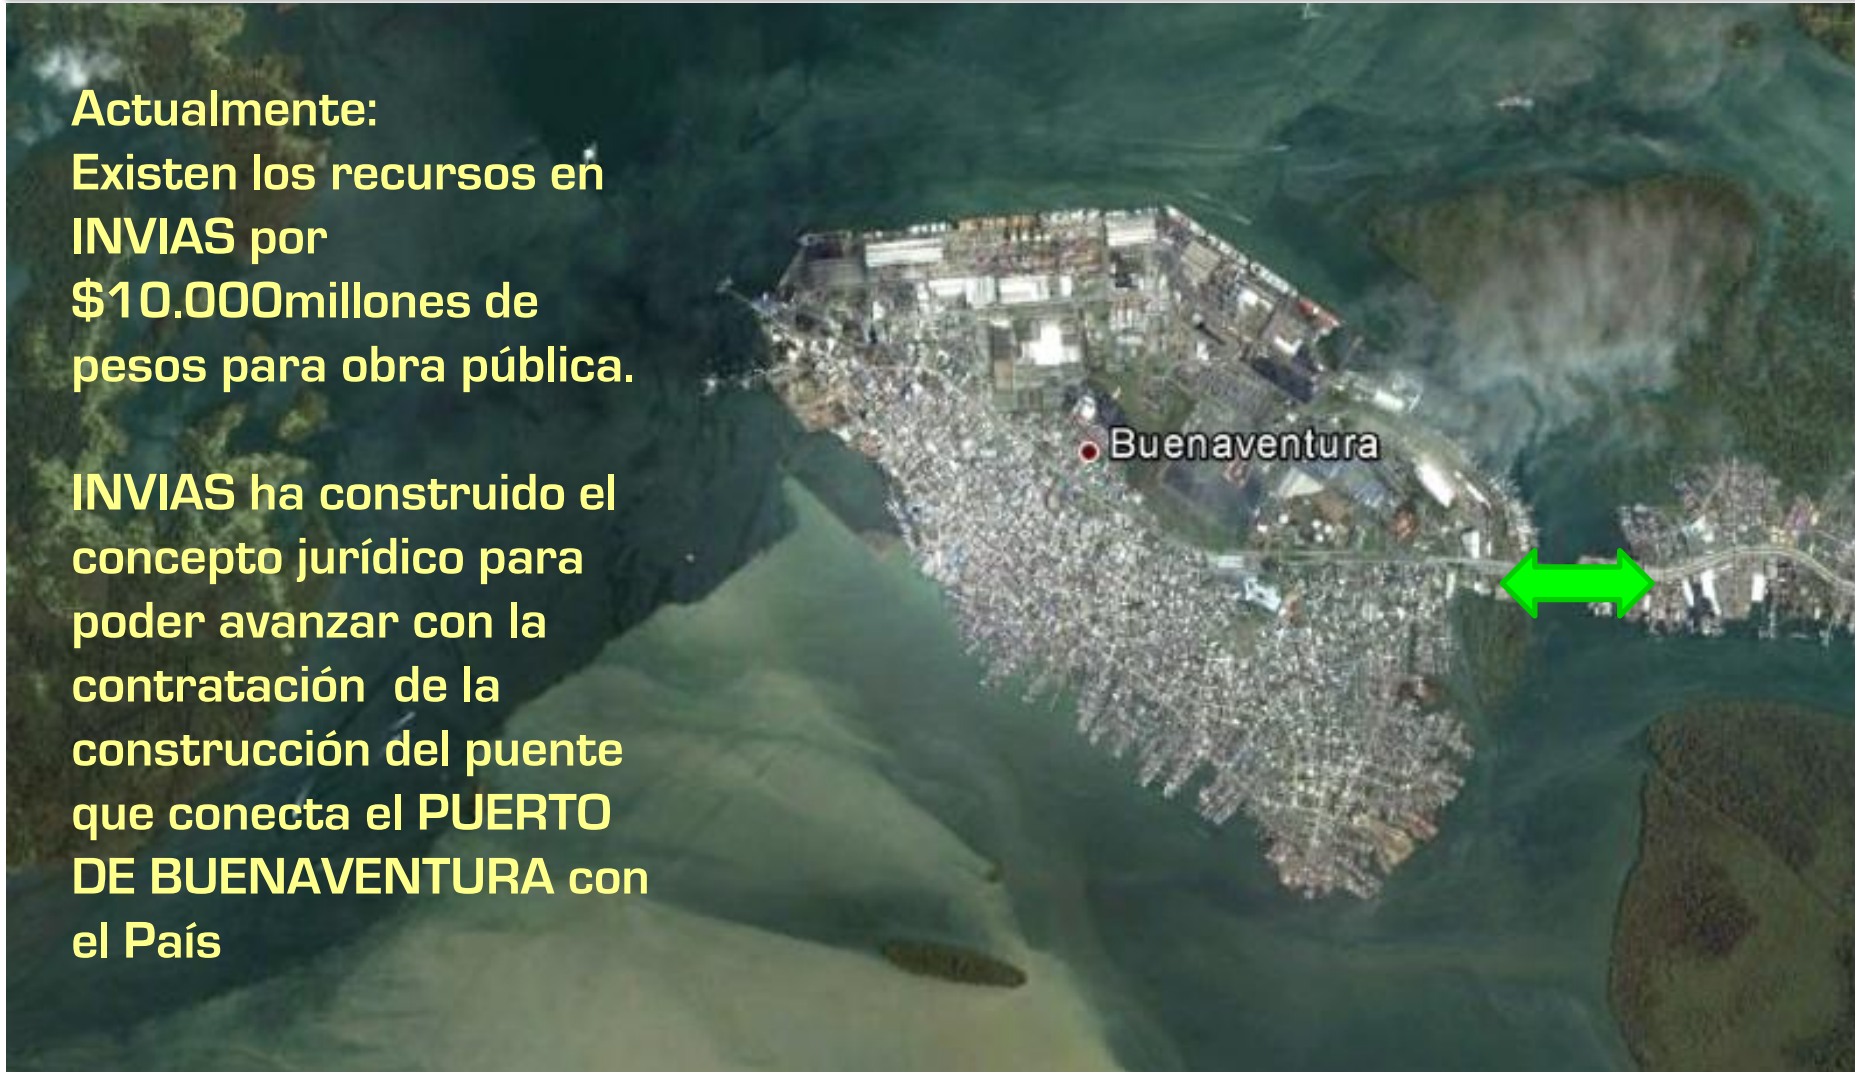 Actualmente:
Existen los recursos en
INVIAS por
$10.000millones de
pesos para obra pública.
INVIAS ha construido el
concepto jurídico para
poder avanzar con la
contratación  de la
construcción del puente
que conecta el PUERTO
DE BUENAVENTURA con
el País
Buenaventura